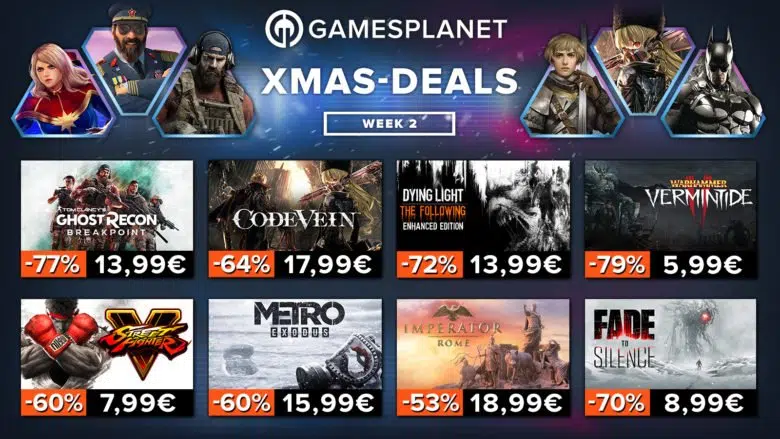 GAMESPLANET
XMAS-DEALS
WEEK 2
TOM CLANCY'S
GHOST RECON
BREAKPOINT
-77% 13,99€
CODE VEIN
-64% 17,99€
DYING LIGHT
THE FOLLOWING
ENHANCED EDITION
-72% 13,99€
WARHAMMER
VERMINTIDE
II
-79% 5,99€
STREET
FIGHTER
V
-60% 7,99€
METRO
EXODUS
-60% 15,99€
IMPERATOR
ROME
-53% 18,99€
FADE
TO
SILENCE
-70% 8,99€